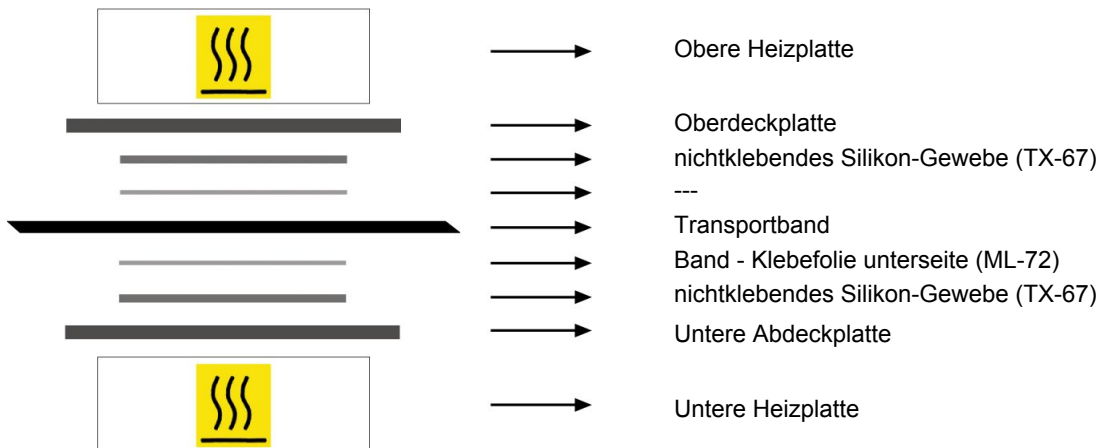 Obere Heizplatte
Oberdeckplatte
nichtklebendes Silikon-Gewebe (TX-67)
---
Transportband
Band - Klebefolie unterseite (ML-72)
nichtklebendes Silikon-Gewebe (TX-67)
Untere Abdeckplatte
Untere Heizplatte